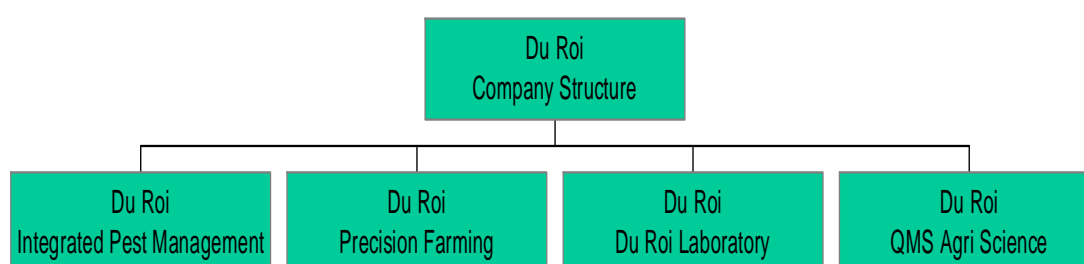 Du Roi
Company Structure
Du Roi
Integrated Pest Management
Du Roi
Precision Farming
Du Roi
Du Roi Laboratory
Du Roi
QMS Agri Science